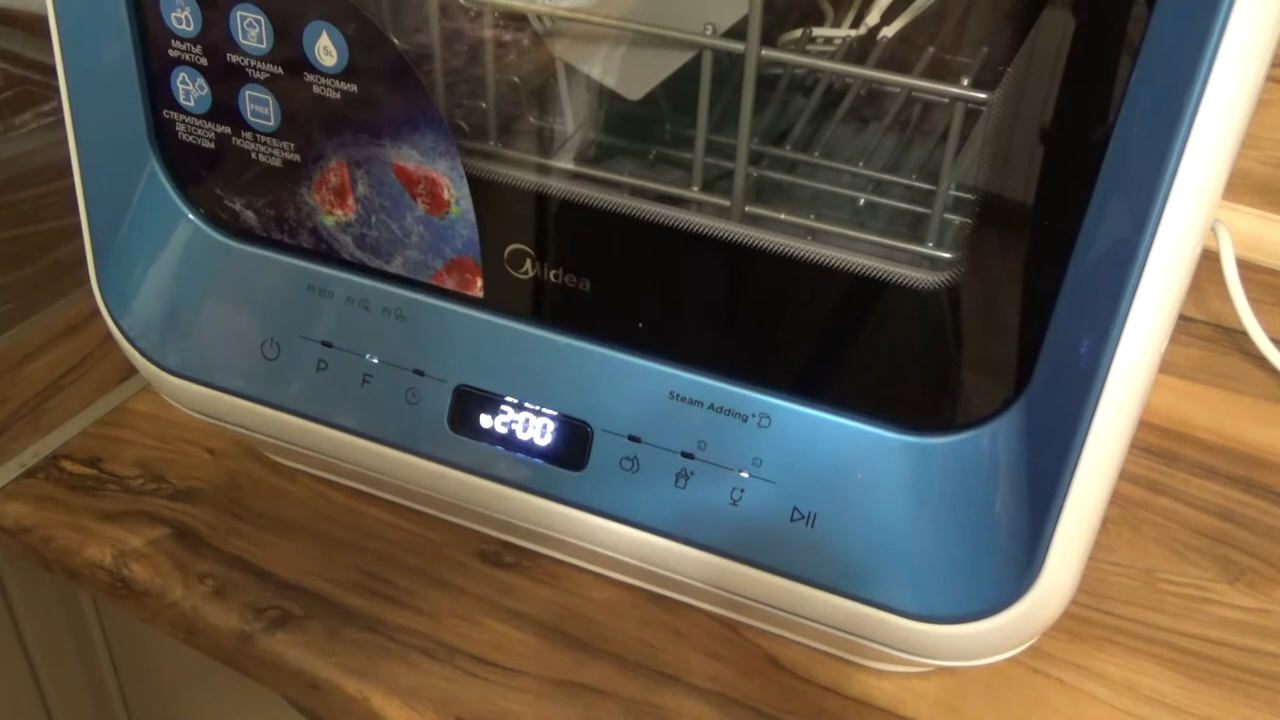 МЫТЬЁ
ФРУКТОВ
ПРОГРАММА
"ПАР"
ЭКОНОМИЯ
ВОДЫ
5L
СТЕРИЛИЗАЦИЯ
ДЕТСКОЙ
ПОСУДЫ
FREE
НЕ ТРЕБУЕТ
ПОДКЛЮЧЕНИЯ
К ВОДЕ
Midea
P F
2:00
Steam Adding